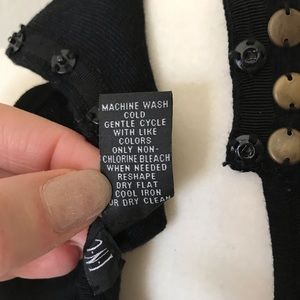 MACHINE WASH
COLD
GENTLE CYCLE
WITH LIKE
COLORS
ONLY NON-
CHLORINE BLEACH
WHEN NEEDED
RESHAPE
DRY FLAT
COOL IRON
OR DRY CLEAN